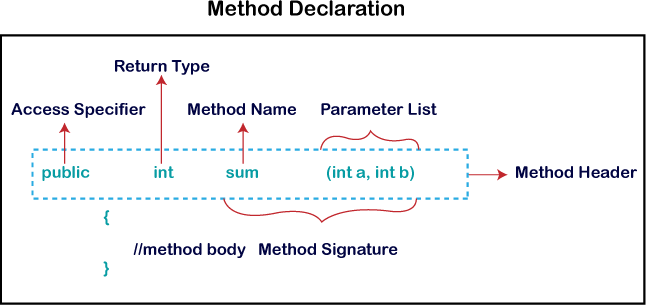 Method Declaration
Return Type
Access Specifier Method Name Parameter List
public int sum (int a, int b) Method Header
{
//method body Method Signature
}